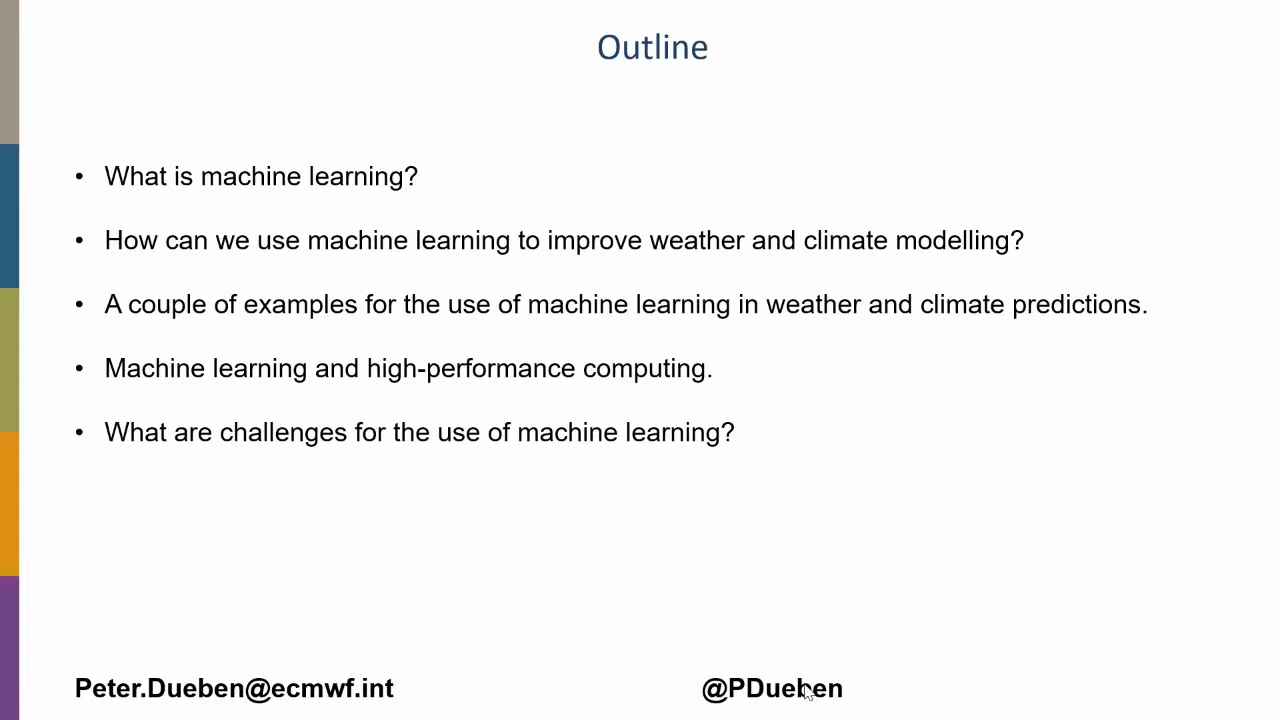 Outline
• What is machine learning?
• How can we use machine learning to improve weather and climate modelling?
• A couple of examples for the use of machine learning in weather and climate predictions.
• Machine learning and high-performance computing.
• What are challenges for the use of machine learning?
Peter.Dueben@ecmwf.int
@PDueben